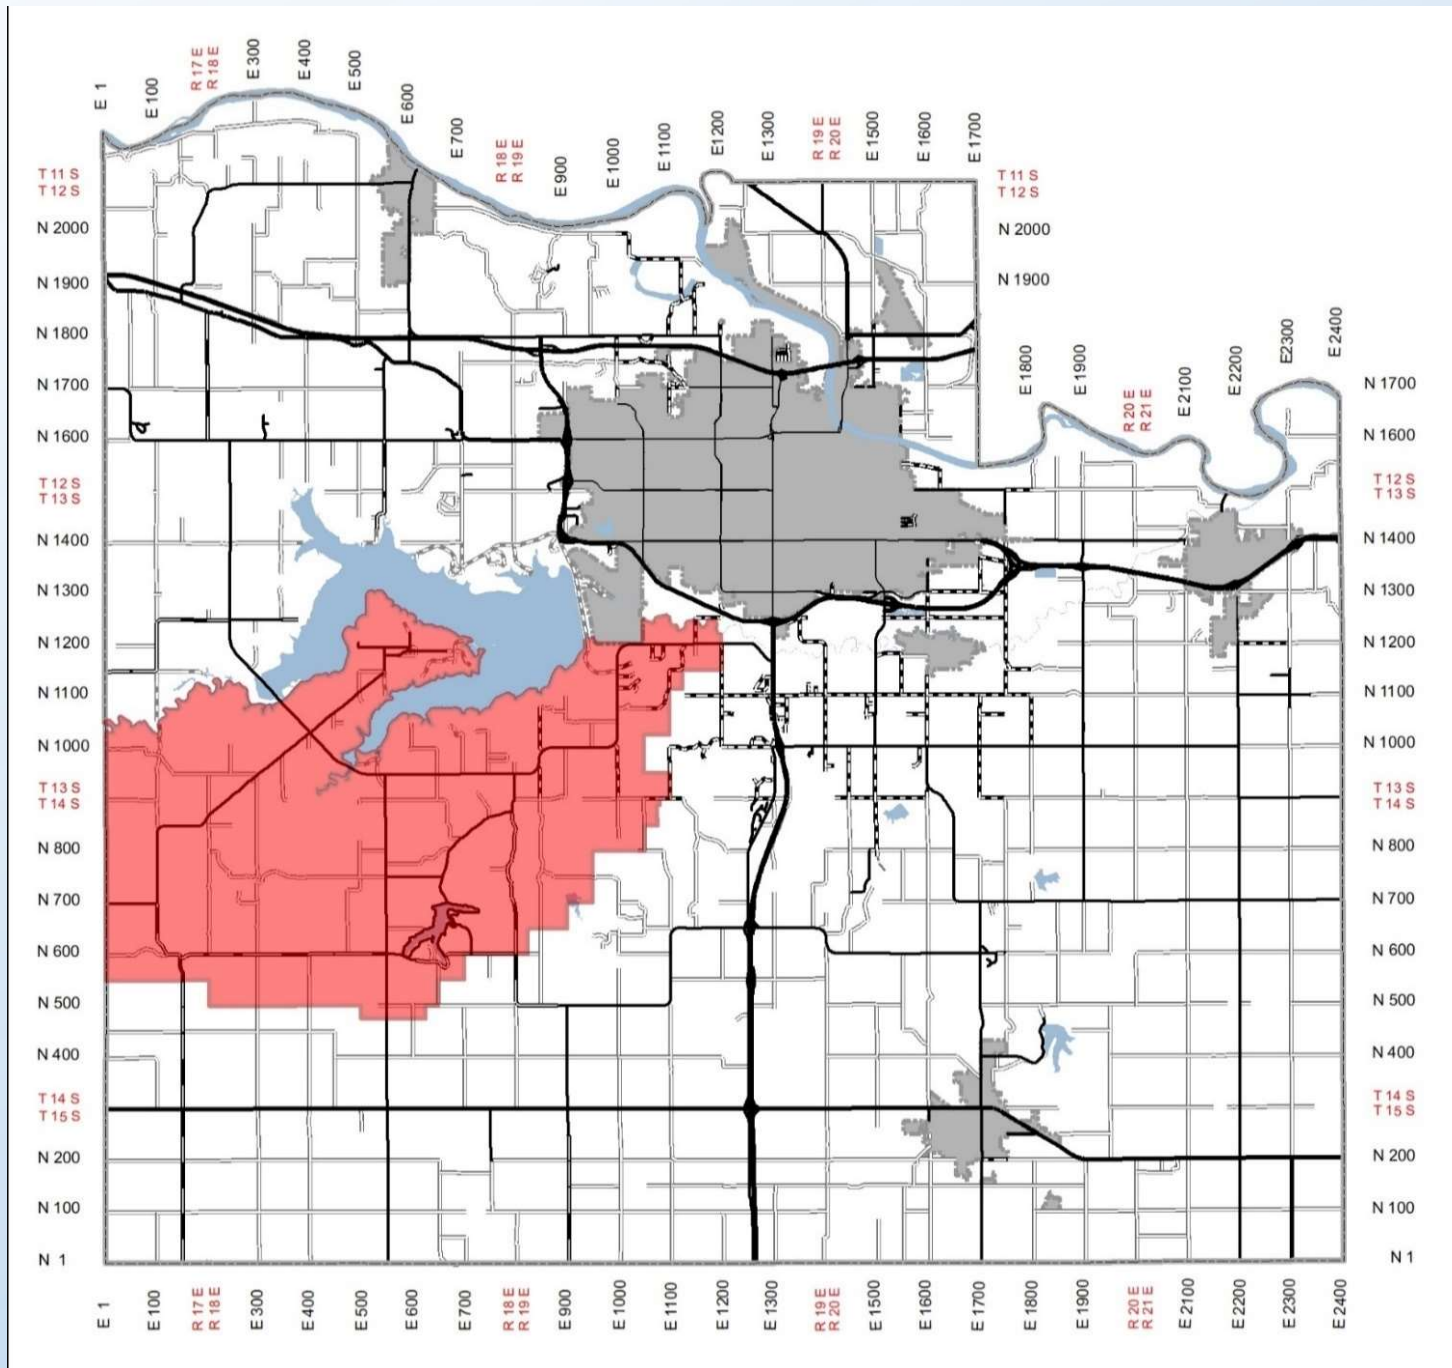 E 1
E 100
R 17 E
R 18 E
E 300
E 400
E 500
E 600
E 700
R 18 E
R 19 E
E 900
E 1000
E 1100
E1200
E 1300
R 19 E
R 20 E
E1500
E 1600
E 1700
T 11 S
T 12 S
N 2000
N 1900
N 1800
N 1700
N 1600
T 12 S
T 13 S
N 1400
N 1300
N 1200
N 1100
N 1000
T 13 S
T 14 S
N 800
N 700
N 600
N 500
N 400
T 14 S
T 15 S
N 200
N 100
N 1
T 11 S
T 12 S
N 2000
N 1900
E 1800
E 1900
R 20 E
R 21 E
E 2100
E 2200
E2300
E 2400
N 1700
N 1600
T 12 S
T 13 S
N 1400
N 1300
N 1200
N 1100
N 1000
T 13 S
T 14 S
N 800
N 700
N 600
N 500
N 400
T 14 S
T 15 S
N 200
N 100
N 1
E 1
E 100
R 17 E
R 18 E
E 300
E 500
E 600
E 700
R 18 E
R 19 E
E 900
E 1000
E 1100
E 1300
R 19 E
R 20 E
E 1500
E 1600
E 1700
E 1800
E 1900
R 20 E
R 21 E
E 2100
E 2200
E 2300
E 2400